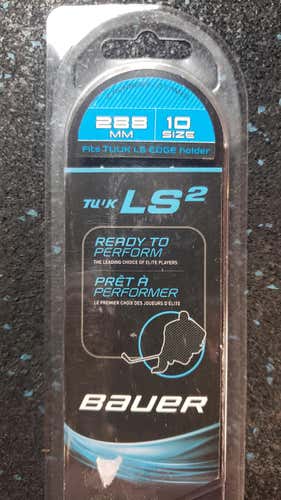 288 10
MM SIZE
Fits TUUK LS EDGE holder
TUUK LS2
READY TO
PERFORM
THE LEADING CHOICE OF ELITE PLAYERS
PRÊT À
PERFORMER
LE PREMIER CHOIX DES JOUEURS D'ÉLITE
BAUER